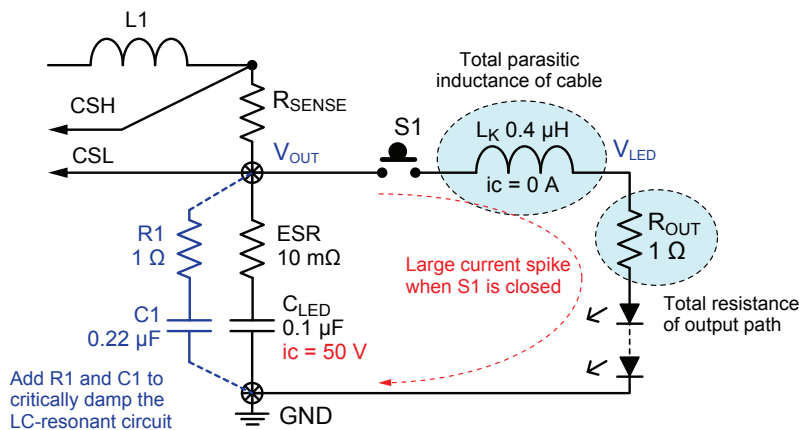 L1
Total parasitic
inductance of cable
CSH
RSENSE
S1
LK 0.4 µH
CSL
VOUT
VLED
ic = 0 A
R1
1 Ω
ESR
10 mΩ
ROUT
1 Ω
Large current spike
when S1 is closed
C1
0.22 µF
CLED
0.1 µF
ic = 50 V
Total resistance
of output path
Add R1 and C1 to
critically damp the
LC-resonant circuit
GND